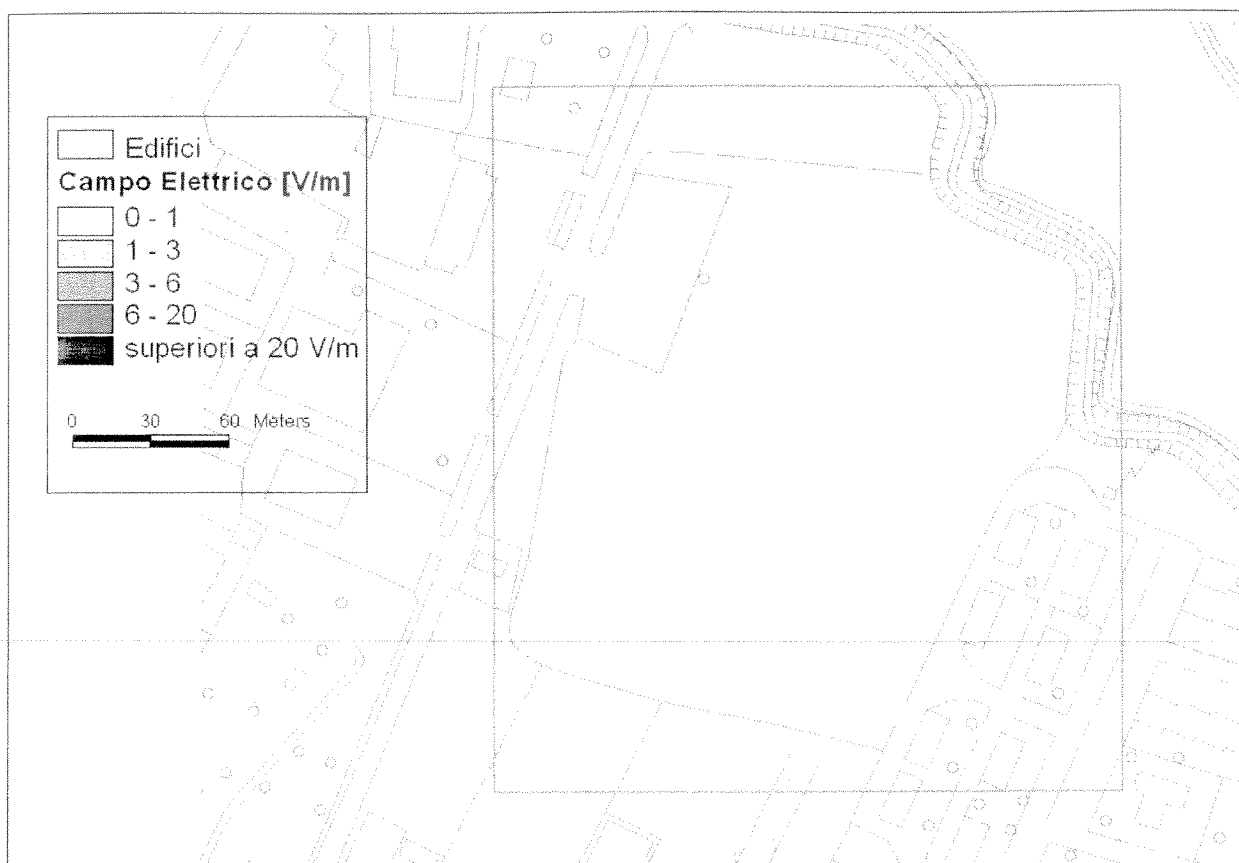 Edifici
Campo Elettrico [V/m]
0 - 1
1 - 3
3 - 6
6 - 20
superiori a 20 V/m
0 30 60 Meters